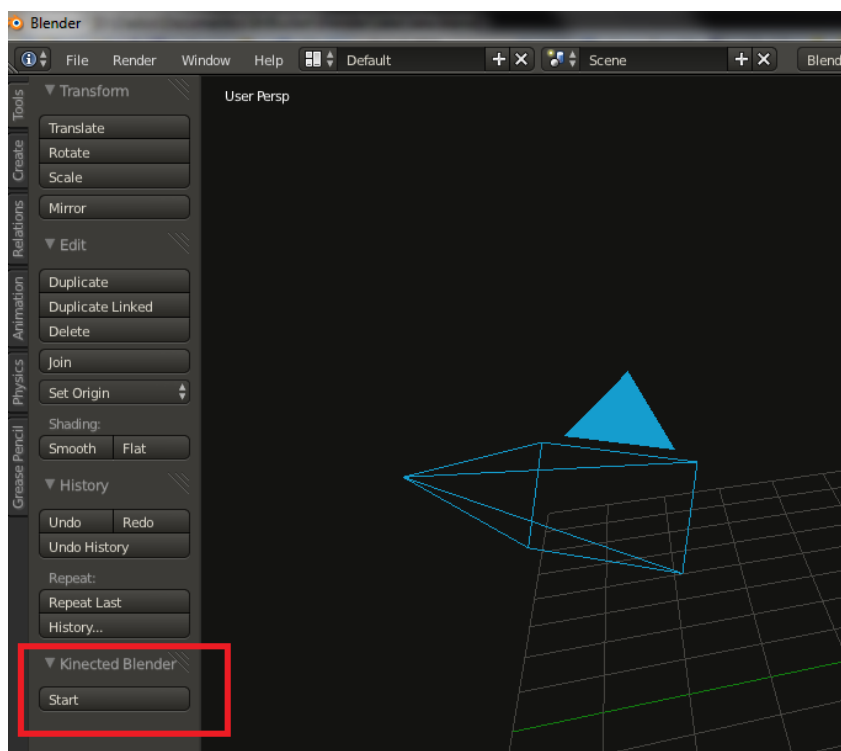 Blender
File Render Window Help Default Scene Blend
Tools
Create
Relations
Animation
Physics
Grease Pencil
Transform
Translate
Rotate
Scale
Mirror
Edit
Duplicate
Duplicate Linked
Delete
Join
Set Origin
Shading:
Smooth Flat
History
Undo Redo
Undo History
Repeat:
Repeat Last
History...
Kinected Blender
Start
User Persp